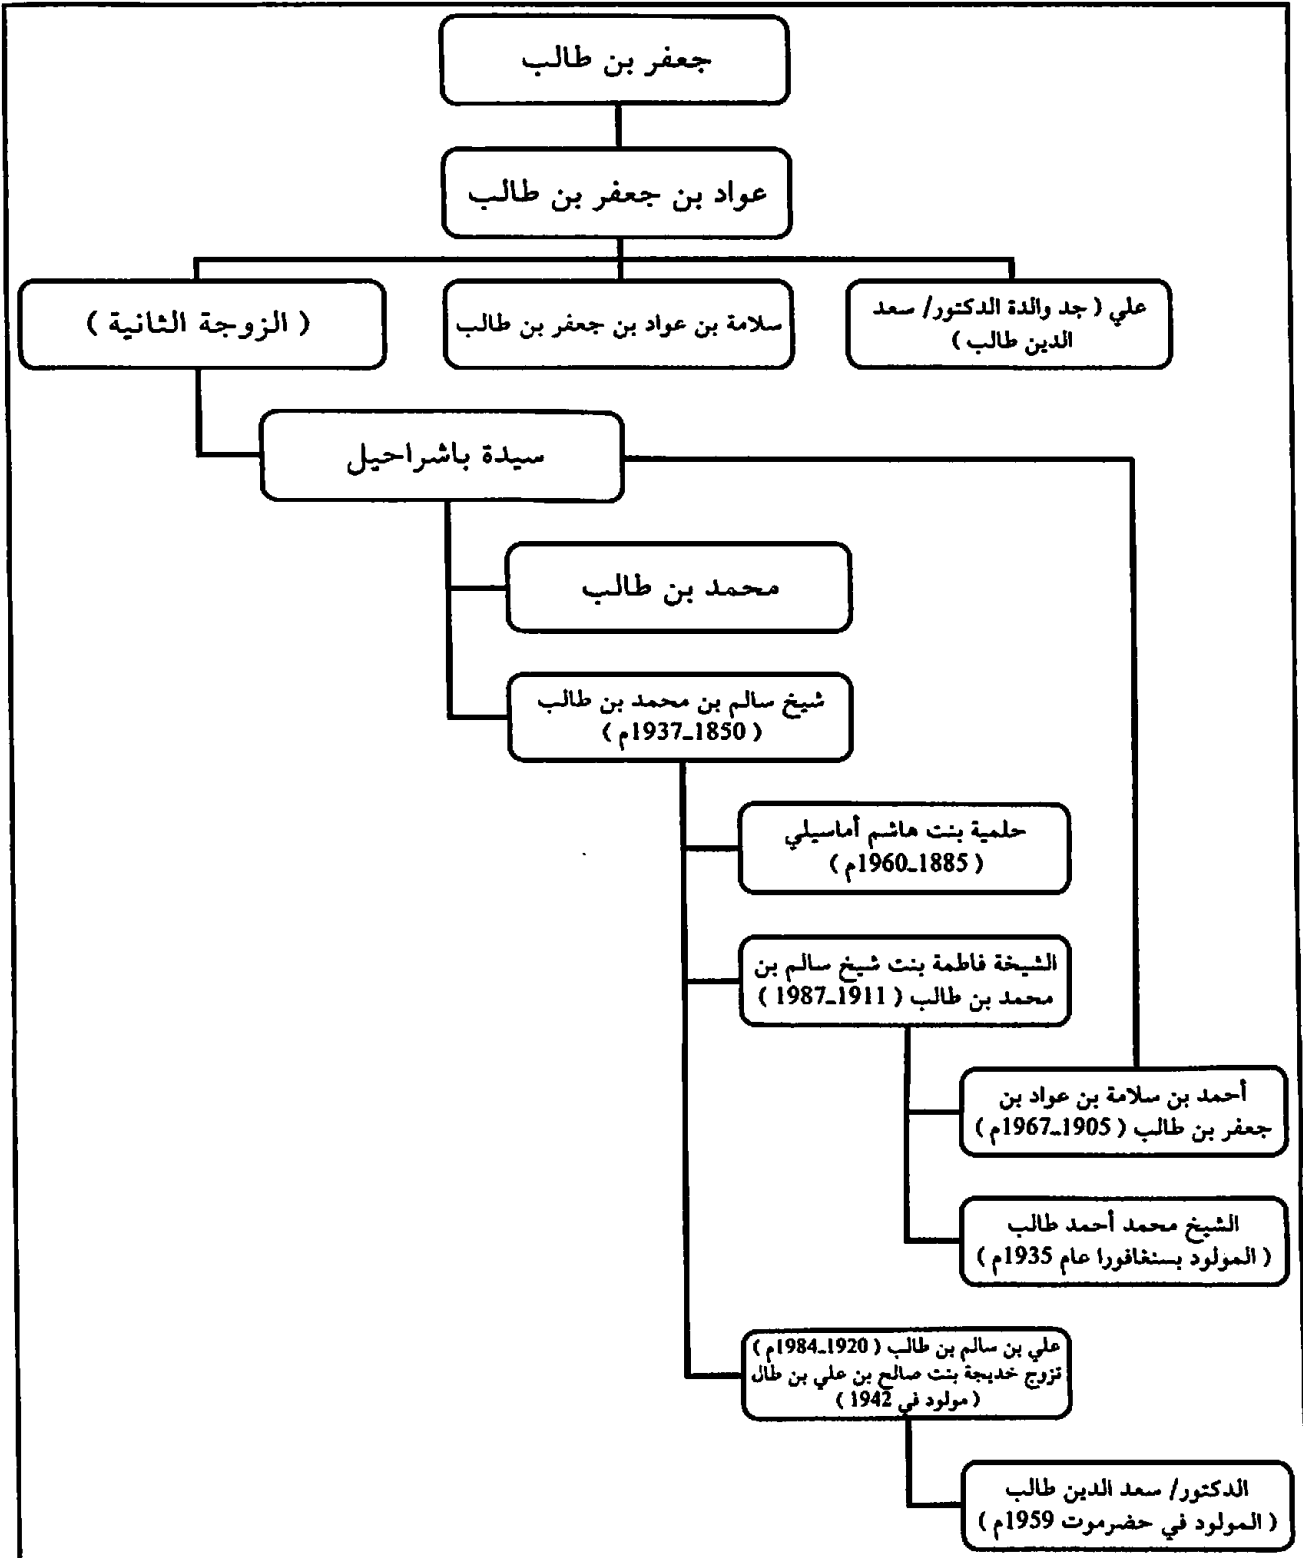 جعفر بن طالب
عواد بن جعفر بن طالب
علي ( جد والدة الدكتور/ سعد
الدين طالب )
سلامة بن عواد بن جعفر بن طالب
( الزوجة الثانية )
سيدة باشراحيل
محمد بن طالب
شيخ سالم بن محمد بن طالب
( 1850ـ1937م )
حلمية بنت هاشم أماسيلي
( 1885ـ1960م )
الشيخة فاطمة بنت شيخ سالم بن
محمد بن طالب ( 1911ـ1987 )
أحمد بن سلامة بن عواد بن
جعفر بن طالب ( 1905ـ1967م )
الشيخ محمد أحمد طالب
( المولود بسنغافورا عام 1935م )
علي بن سالم بن طالب ( 1920ـ1984م )
تزوج خديجة بنت صالح بن علي بن طال
( مولود في 1942 )
الدكتور/ سعد الدين طالب
( المولود في حضرموت 1959م )